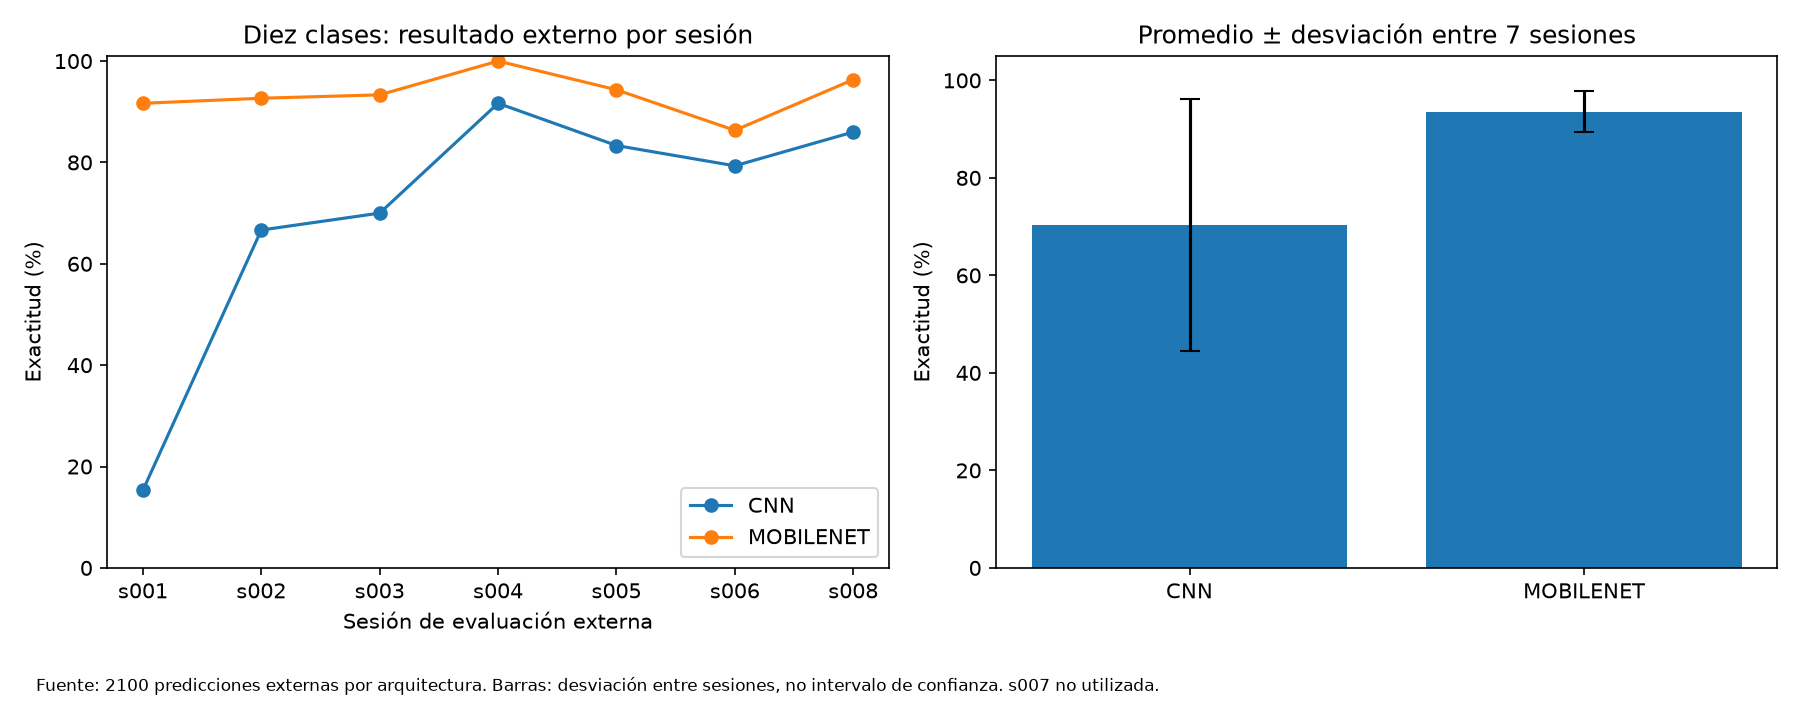 Diez clases: resultado externo por sesión
Exactitud (%)
100
80
60
40
20
0
s001 s002 s003 s004 s005 s006 s008
Sesión de evaluación externa
CNN
MOBILENET
Promedio ± desviación entre 7 sesiones
Exactitud (%)
100
80
60
40
20
0
CNN MOBILENET
Fuente: 2100 predicciones externas por arquitectura. Barras: desviación entre sesiones, no intervalo de confianza. s007 no utilizada.